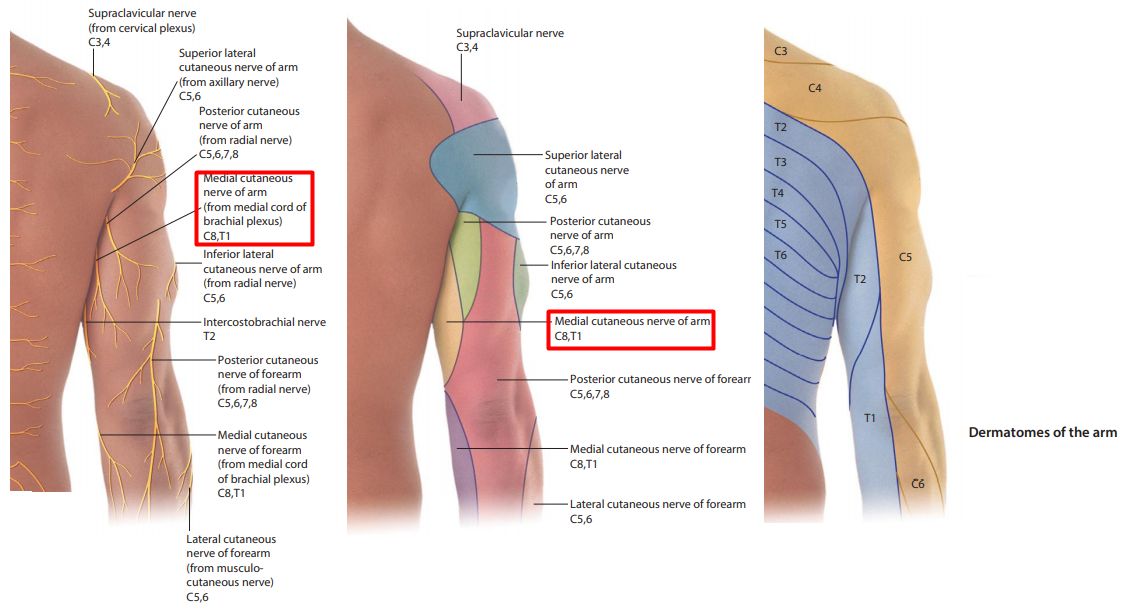 Supraclavicular nerve
(from cervical plexus)
C3,4
Superior lateral
cutaneous nerve of arm
(from axillary nerve)
C5,6
Posterior cutaneous
nerve of arm
(from radial nerve)
C5,6,7,8
Medial cutaneous
nerve of arm
(from medial cord of
brachial plexus)
C8,T1
Inferior lateral
cutaneous nerve of arm
(from radial nerve)
C5,6
Intercostobrachial nerve
T2
Posterior cutaneous
nerve of forearm
(from radial nerve)
C5,6,7,8
Medial cutaneous
nerve of forearm
(from medial cord
of brachial plexus)
C8,T1
Lateral cutaneous
nerve of forearm
(from musculo-
cutaneous nerve)
C5,6
Supraclavicular nerve
C3,4
Superior lateral
cutaneous nerve
of arm
C5,6
Posterior cutaneous
nerve of arm
C5,6,7,8
Inferior lateral cutaneous
nerve of arm
C5,6
Medial cutaneous nerve of arm
C8,T1
Posterior cutaneous nerve of forearr
C5,6,7,8
Medial cutaneous nerve of forearm
C8,T1
Lateral cutaneous nerve of forearm
C5,6
C3
C4
T2
T3
T4
T5
T6
C5
T2
T1
C6
Dermatomes of the arm